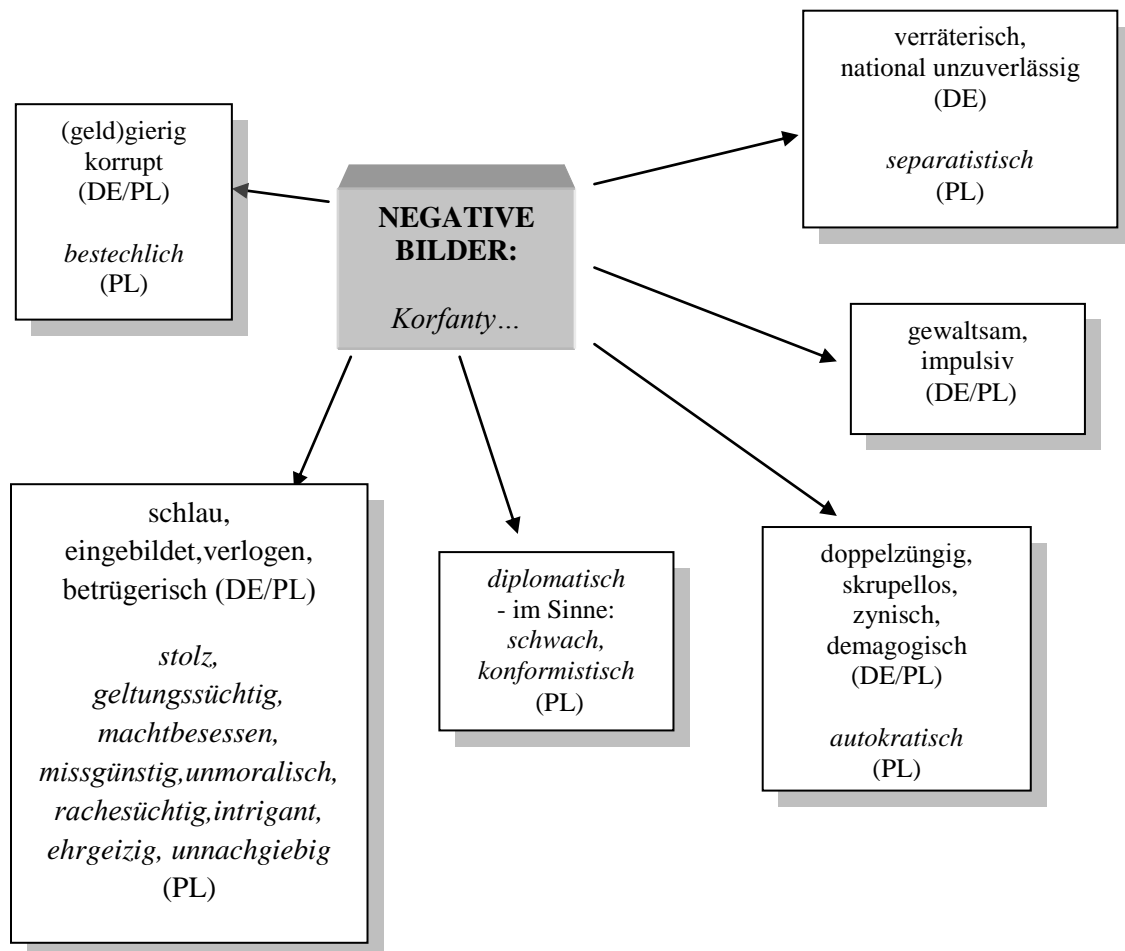 NEGATIVE
BILDER:
Korfanty…
(geld)gierig
korrupt
(DE/PL)
bestechlich
(PL)
verräterisch,
national unzuverlässig
(DE)
separatistisch
(PL)
gewaltsam,
impulsiv
(DE/PL)
schlau,
eingebildet,verlogen,
betrügerisch (DE/PL)
stolz,
geltungssüchtig,
machtbesessen,
missgünstig,unmoralisch,
rachesüchtig,intrigant,
ehrgeizig, unnachgiebig
(PL)
diplomatisch
- im Sinne:
schwach,
konformistisch
(PL)
doppelzüngig,
skrupellos,
zynisch,
demagogisch
(DE/PL)
autokratisch
(PL)